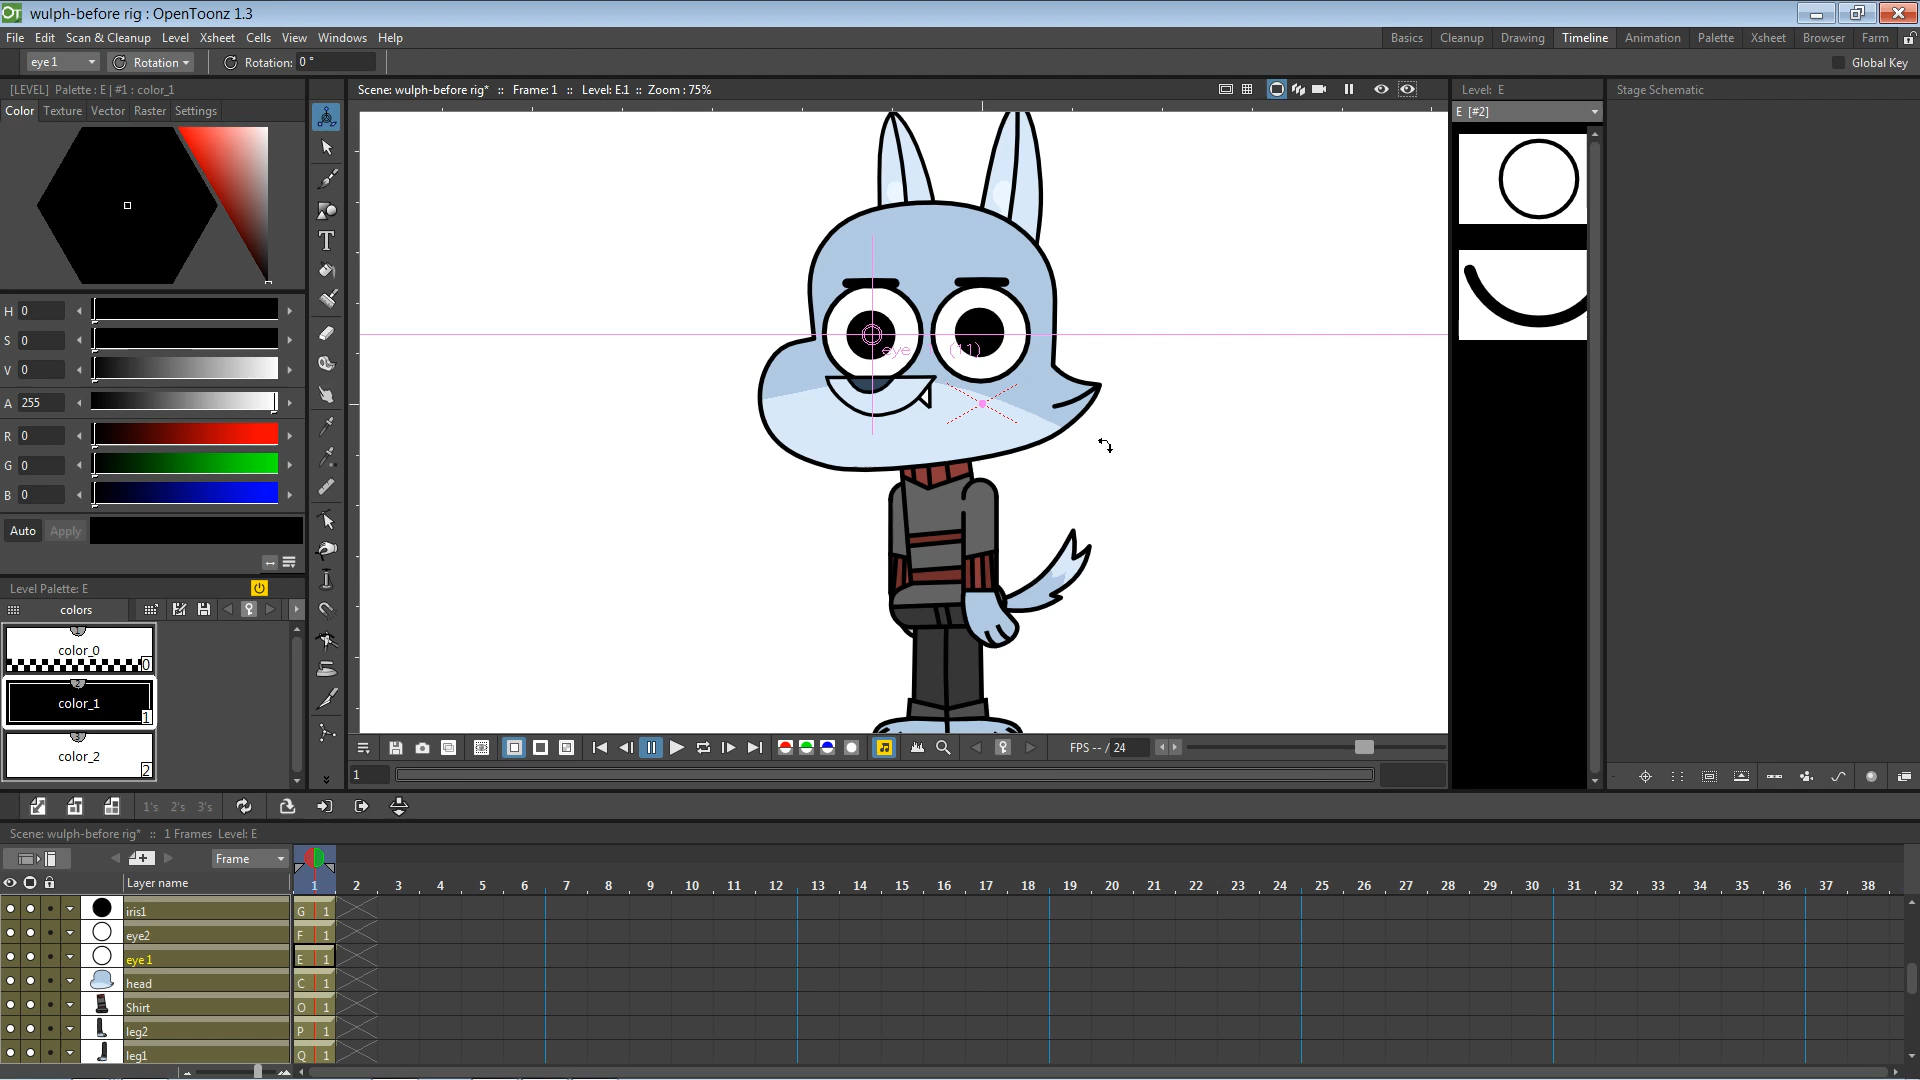 wulph-before rig : OpenToonz 1.3
File Edit Scan & Cleanup Level Xsheet Cells View Windows Help
Basics Cleanup Drawing Timeline Animation Palette Xsheet Browser Farm
eye1 Rotation Rotation: 0 ° Global Key
[LEVEL] Palette : E | #1 : color_1
Scene: wulph-before rig* :: Frame: 1 :: Level: E.1 :: Zoom : 75%
Level: E
Stage Schematic
Color Texture Vector Raster Settings
E [#2]
H 0
S 0
V 0
A 255
R 0
G 0
B 0
Auto Apply
Level Palette: E
colors
color_0
0
color_1
1
color_2
2
FPS -- / 24
1
1's 2's 3's
Scene: wulph-before rig* :: 1 Frames Level: E
Frame
Layer name
1 2 3 4 5 6 7 8 9 10 11 12 13 14 15 16 17 18 19 20 21 22 23 24 25 26 27 28 29 30 31 32 33 34 35 36 37 38
iris1 G 1
eye2 F 1
eye1 E 1
head C 1
Shirt O 1
leg2 P 1
leg1 Q 1